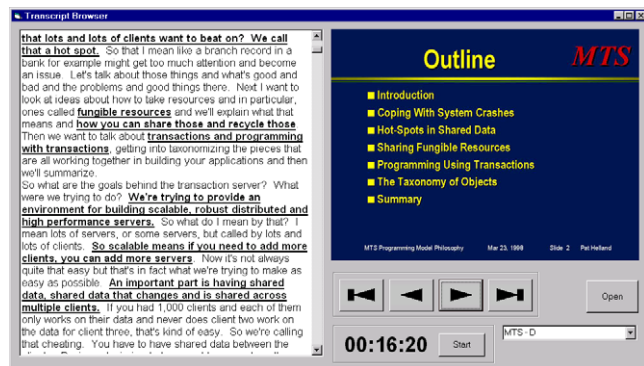 Transcript Browser
that lots and lots of clients want to beat on? We call
that a hot spot. So that I mean like a branch record in a
bank for example might get too much attention and become
an issue. Let's talk about those things and what's good and
bad and the problems and good things there. Next I want to
look at ideas about how to take resources and in particular,
ones called fungible resources and we'll explain what that
means and how you can share those and recycle those.
Then we want to talk about transactions and programming
with transactions, getting into taxonomizing the pieces that
are all working together in building your applications and then
we'll summarize.
So what are the goals behind the transaction server? What
were we trying to do? We're trying to provide an
environment for building scalable, robust distributed and
high performance servers. So what do I mean by that? I
mean lots of servers, or some servers, but called by lots and
lots of clients. So scalable means if you need to add more
clients, you can add more servers. Now it's not always
quite that easy but that's in fact what we're trying to make as
easy as possible. An important part is having shared
data, shared data that changes and is shared across
multiple clients. If you had 1,000 clients and each of them
only works on their data and never does client two work on
the data for client three, that's kind of easy. So we're calling
that cheating. You have to have shared data between the
Outline
MTS
Introduction
Coping With System Crashes
Hot-Spots in Shared Data
Sharing Fungible Resources
Programming Using Transactions
The Taxonomy of Objects
Summary
MTS Programming Model Philosophy Mar 23, 1998 Slide 2 Pat Helland
Open
00:16:20 Start
MTS - D